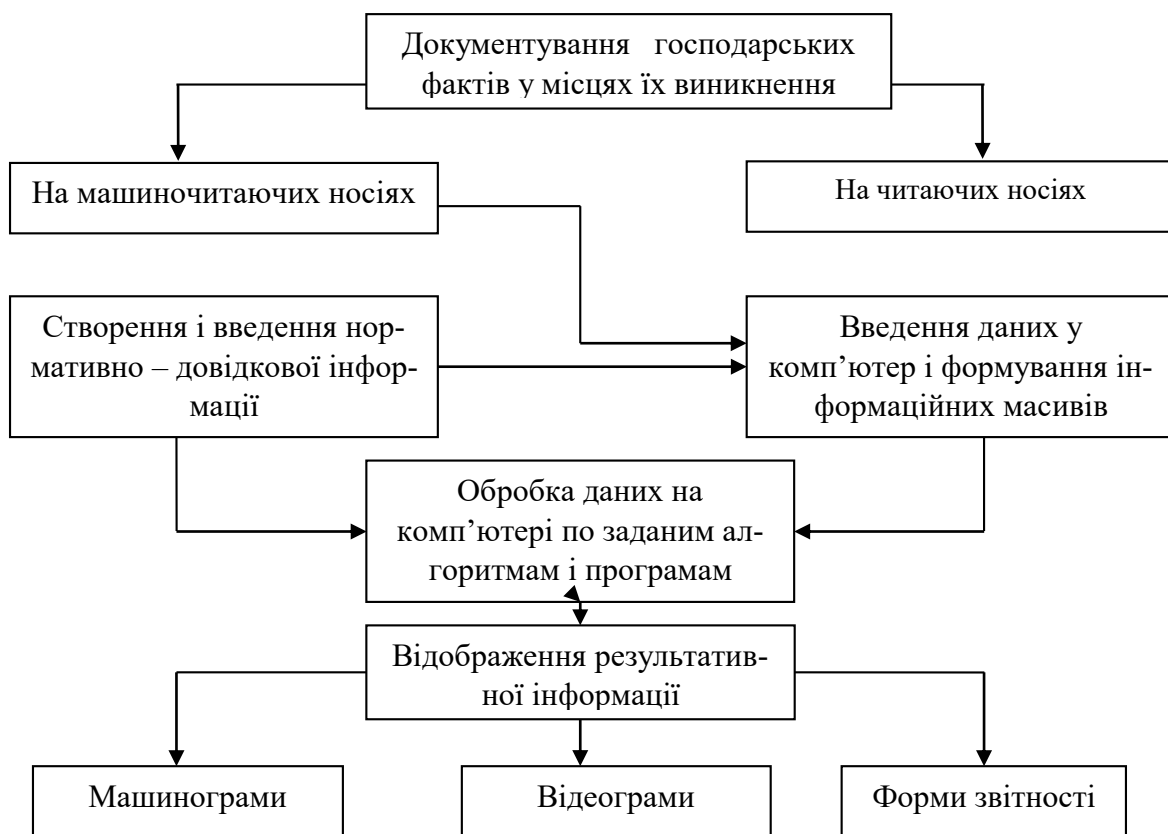 Документування господарських
фактів у місцях їх виникнення
На машиночитаючих носіях
На читаючих носіях
Створення і введення нор-
мативно – довідкової інфор-
мації
Введення даних у
комп’ютер і формування ін-
формаційних масивів
Обробка даних на
комп’ютері по заданим ал-
горитмам і програмам
Відображення результатив-
ної інформації
Машинограми
Відеограми
Форми звітності